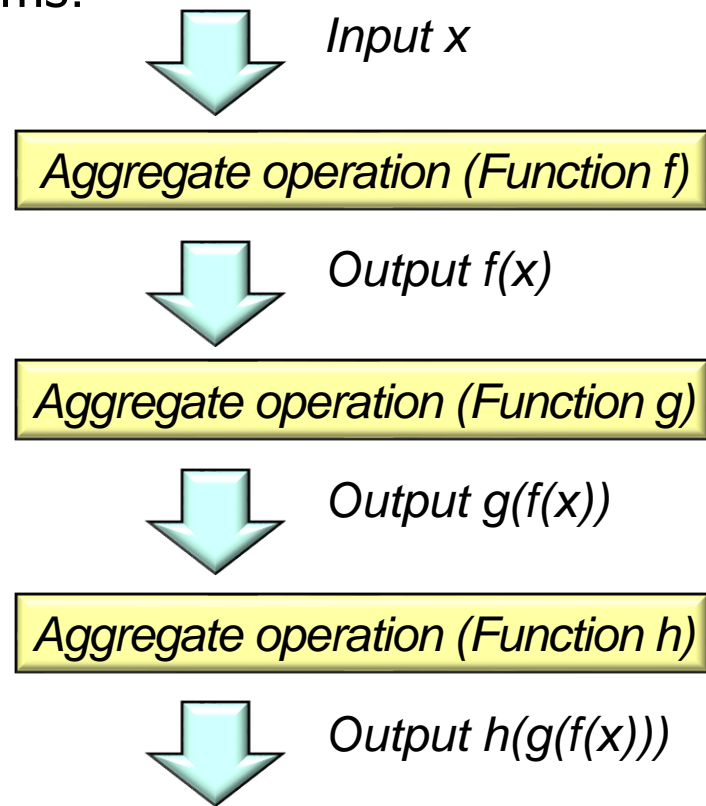 Input x
Aggregate operation (Function f)
Output f(x)
Aggregate operation (Function g)
Output g(f(x))
Aggregate operation (Function h)
Output h(g(f(x)))